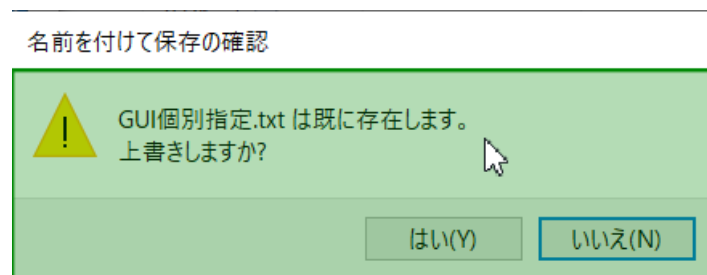 名前を付けて保存の確認
!
GUI個別指定.txt は既に存在します。
上書きしますか?
はい(Y)
いいえ(N)